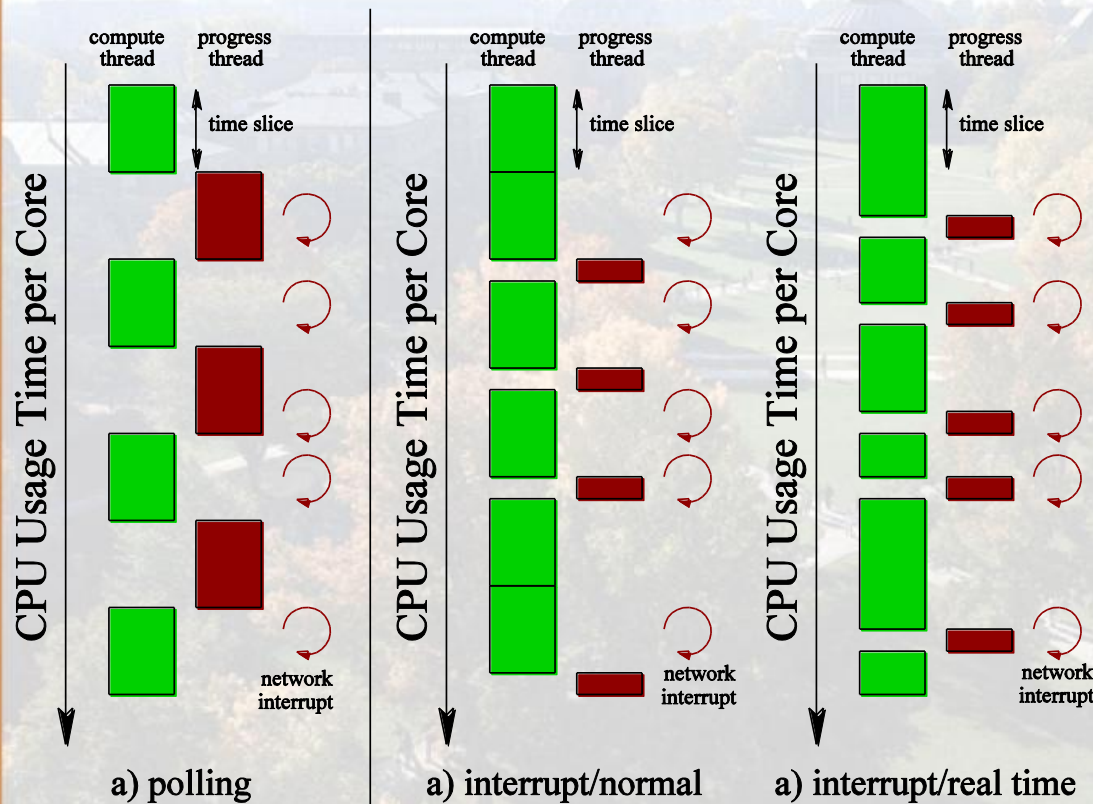 compute
thread
progress
thread
time slice
CPU Usage Time per Core
network
interrupt
a) polling
compute
thread
progress
thread
time slice
CPU Usage Time per Core
network
interrupt
a) interrupt/normal
compute
thread
progress
thread
time slice
CPU Usage Time per Core
network
interrupt
a) interrupt/real time